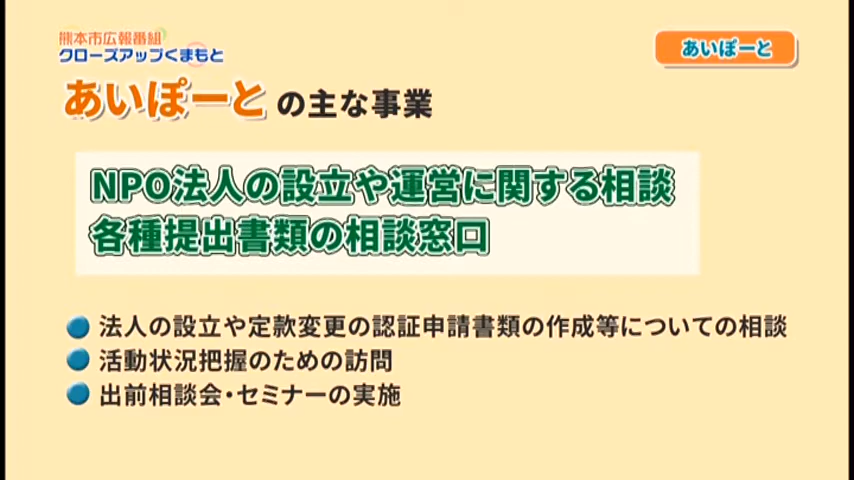 熊本市広報番組
クローズアップくまもと
あいぽーと
あいぽーと の主な事業
NPO法人の設立や運営に関する相談
各種提出書類の相談窓口
● 法人の設立や定款変更の認証申請書類の作成等についての相談
● 活動状況把握のための訪問
● 出前相談会・セミナーの実施